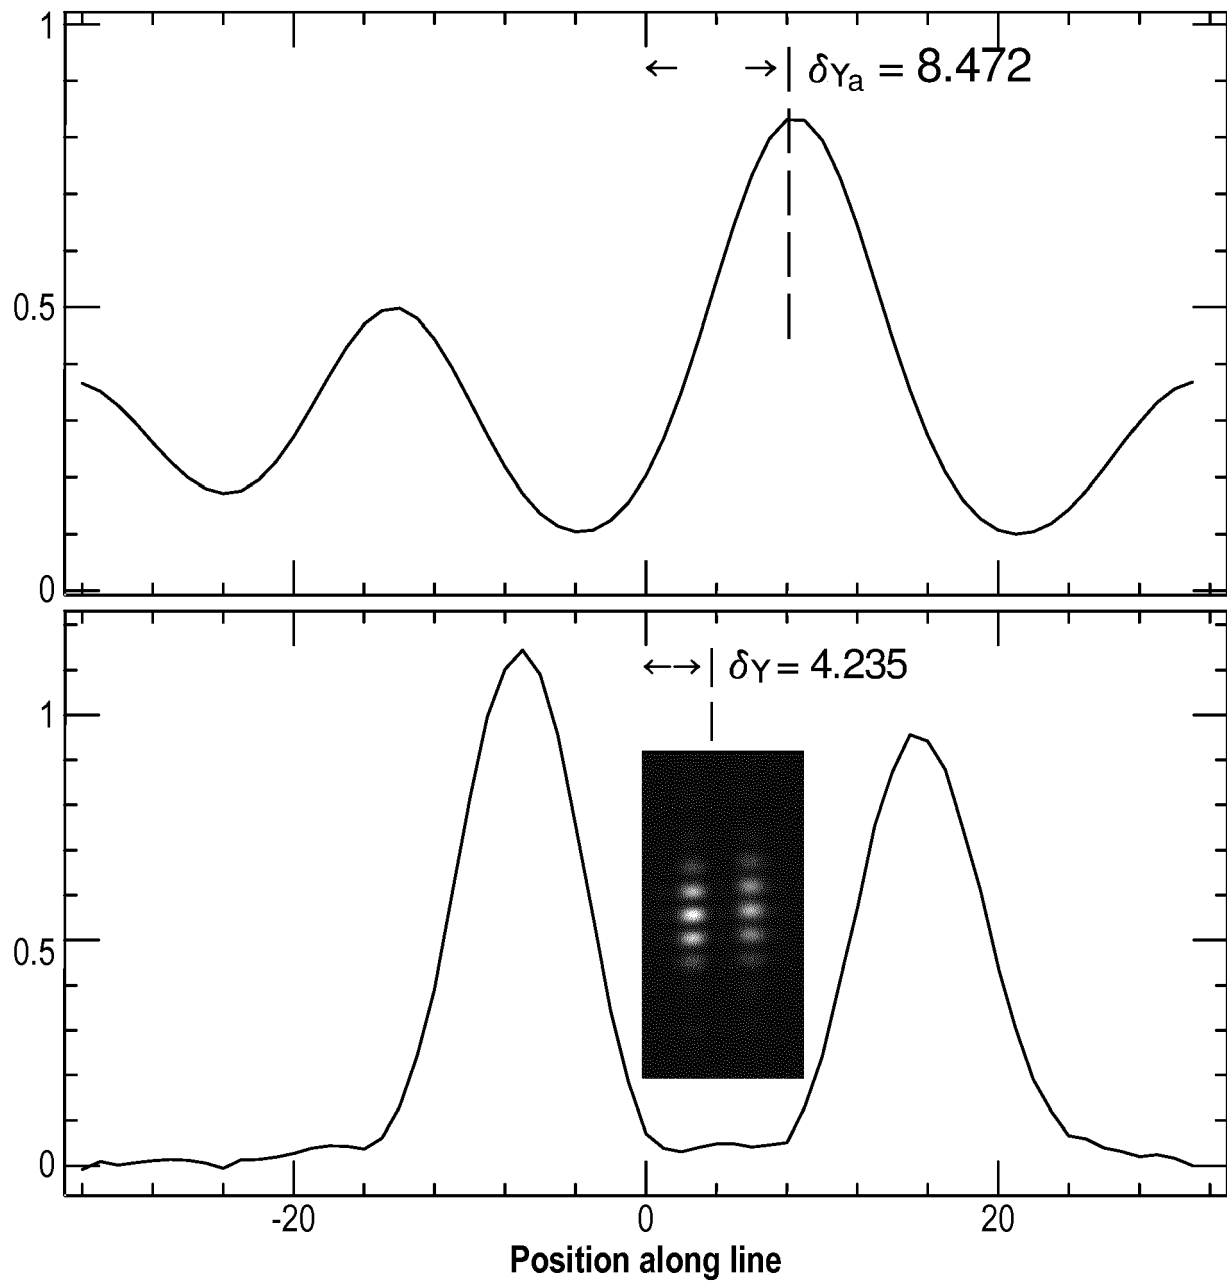 1
δYa = 8.472
0.5
0
δY = 4.235
1
0.5
0
-20 0 20
Position along line